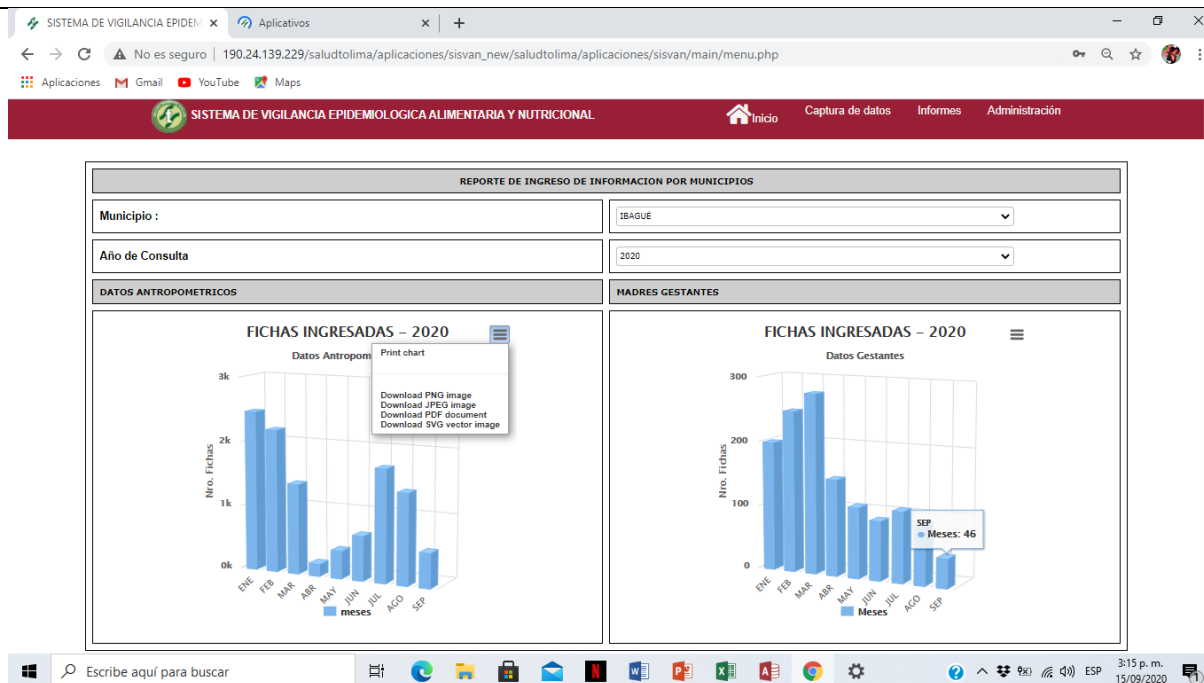 SISTEMA DE VIGILANCIA EPIDEM
Aplicativos
No es seguro | 190.24.139.229/saludtolima/aplicaciones/sisvan_new/saludtolima/aplicaciones/sisvan/main/menu.php
Aplicaciones Gmail YouTube Maps
SISTEMA DE VIGILANCIA EPIDEMIOLOGICA ALIMENTARIA Y NUTRICIONAL Inicio Captura de datos Informes Administración
REPORTE DE INGRESO DE INFORMACION POR MUNICIPIOS
Municipio : IBAGUÉ
Año de Consulta 2020
DATOS ANTROPOMETRICOS
MADRES GESTANTES
FICHAS INGRESADAS – 2020
Datos Antropom
Print chart
Download PNG image
Download JPEG image
Download PDF document
Download SVG vector image
3k
2k
1k
0k
Nro. Fichas
ENE FEB MAR ABR MAY JUN JUL AGO SEP
meses
FICHAS INGRESADAS – 2020
Datos Gestantes
300
200
100
0
Nro. Fichas
SEP
Meses: 46
ENE FEB MAR ABR MAY JUN JUL AGO SEP
Meses
Escribe aquí para buscar
ESP
3:15 p. m.
15/09/2020